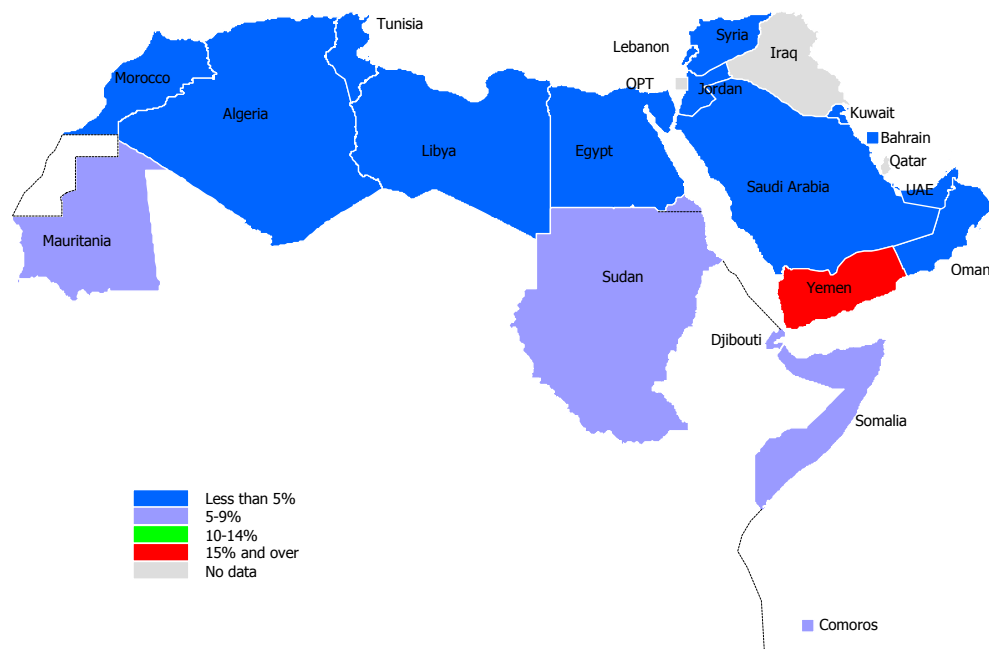 Tunisia
Syria
Lebanon
Iraq
Morocco
OPT
Jordan
Algeria
Kuwait
Bahrain
Libya
Egypt
Qatar
Saudi Arabia
UAE
Mauritania
Sudan
Oman
Yemen
Djibouti
Somalia
Less than 5%
5-9%
10-14%
15% and over
No data
Comoros